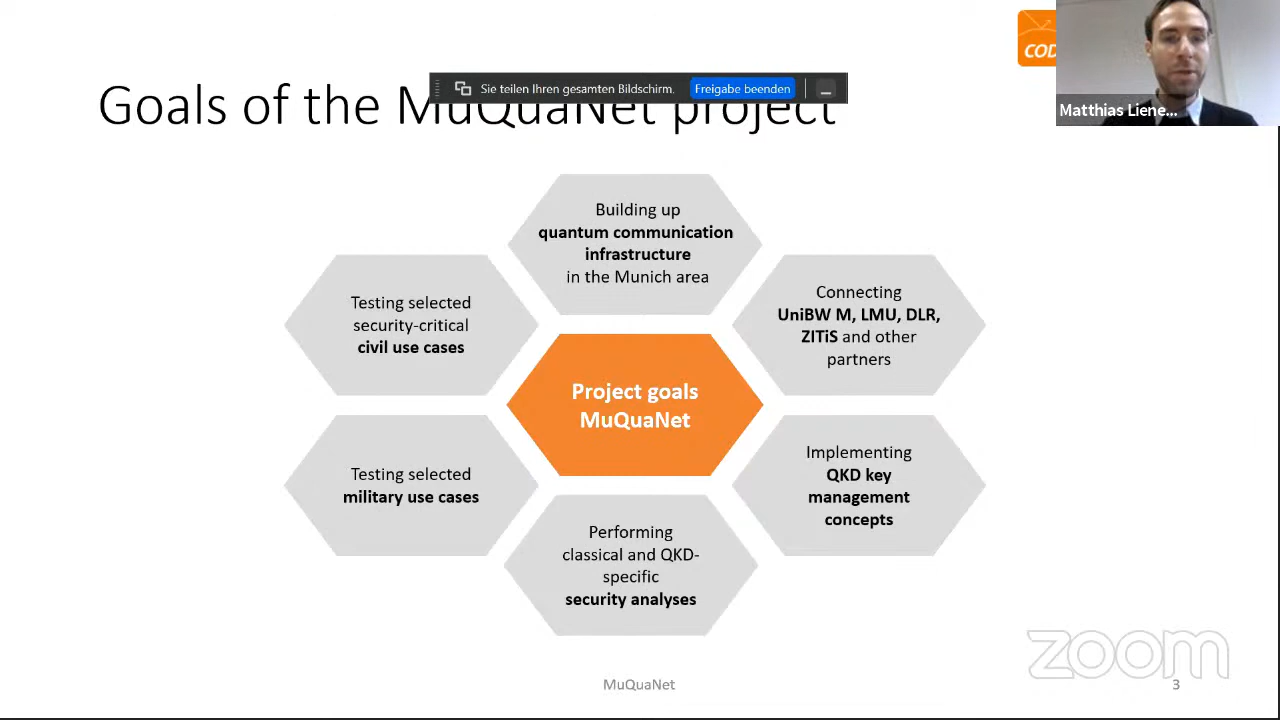 COD
Goals of the MuQuaNet project
Sie teilen Ihren gesamten Bildschirm.
Freigabe beenden
Matthias Liene...
Building up
quantum communication
infrastructure
in the Munich area
Connecting
UniBW M, LMU, DLR,
ZITiS and other
partners
Implementing
QKD key
management
concepts
Performing
classical and QKD-
specific
security analyses
Testing selected
military use cases
Testing selected
security-critical
civil use cases
Project goals
MuQuaNet
zoom
MuQuaNet
3